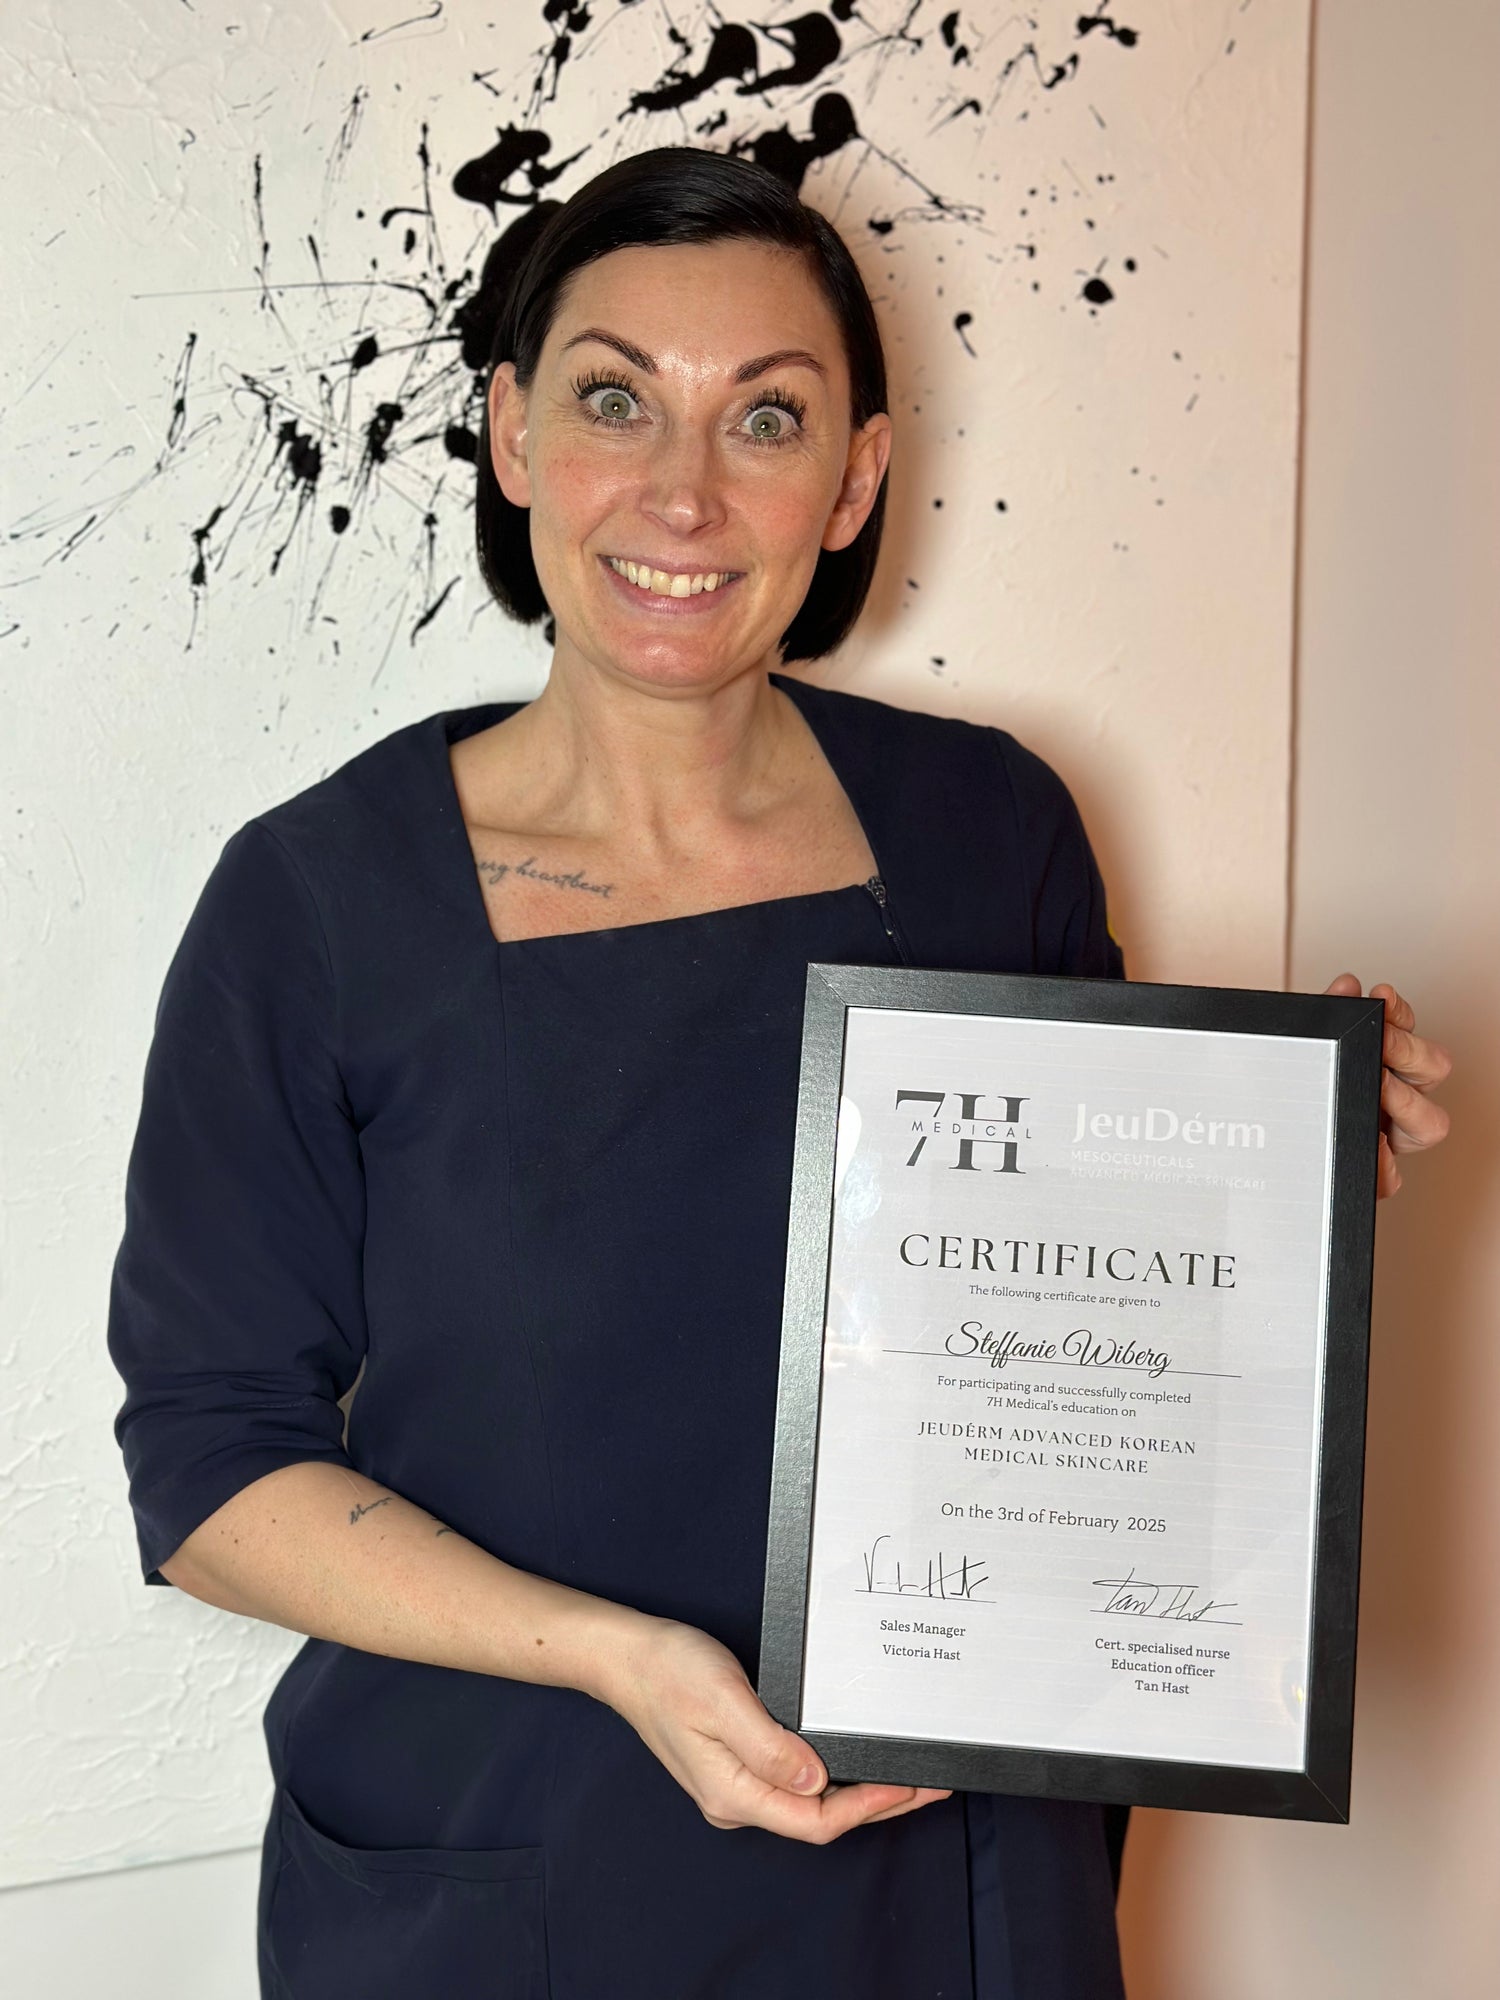 erg heartbeat
7H
MEDICAL
JeuDérm
MESOCEUTICALS
ADVANCED MEDICAL SKINCARE
CERTIFICATE
The following certificate are given to
Steffanie Wiberg
For participating and successfully completed
7H Medical's education on
JEUDÉRM ADVANCED KOREAN
MEDICAL SKINCARE
On the 3rd of February 2025
Sales Manager
Victoria Hast
Cert. specialised nurse
Education officer
Tan Hast